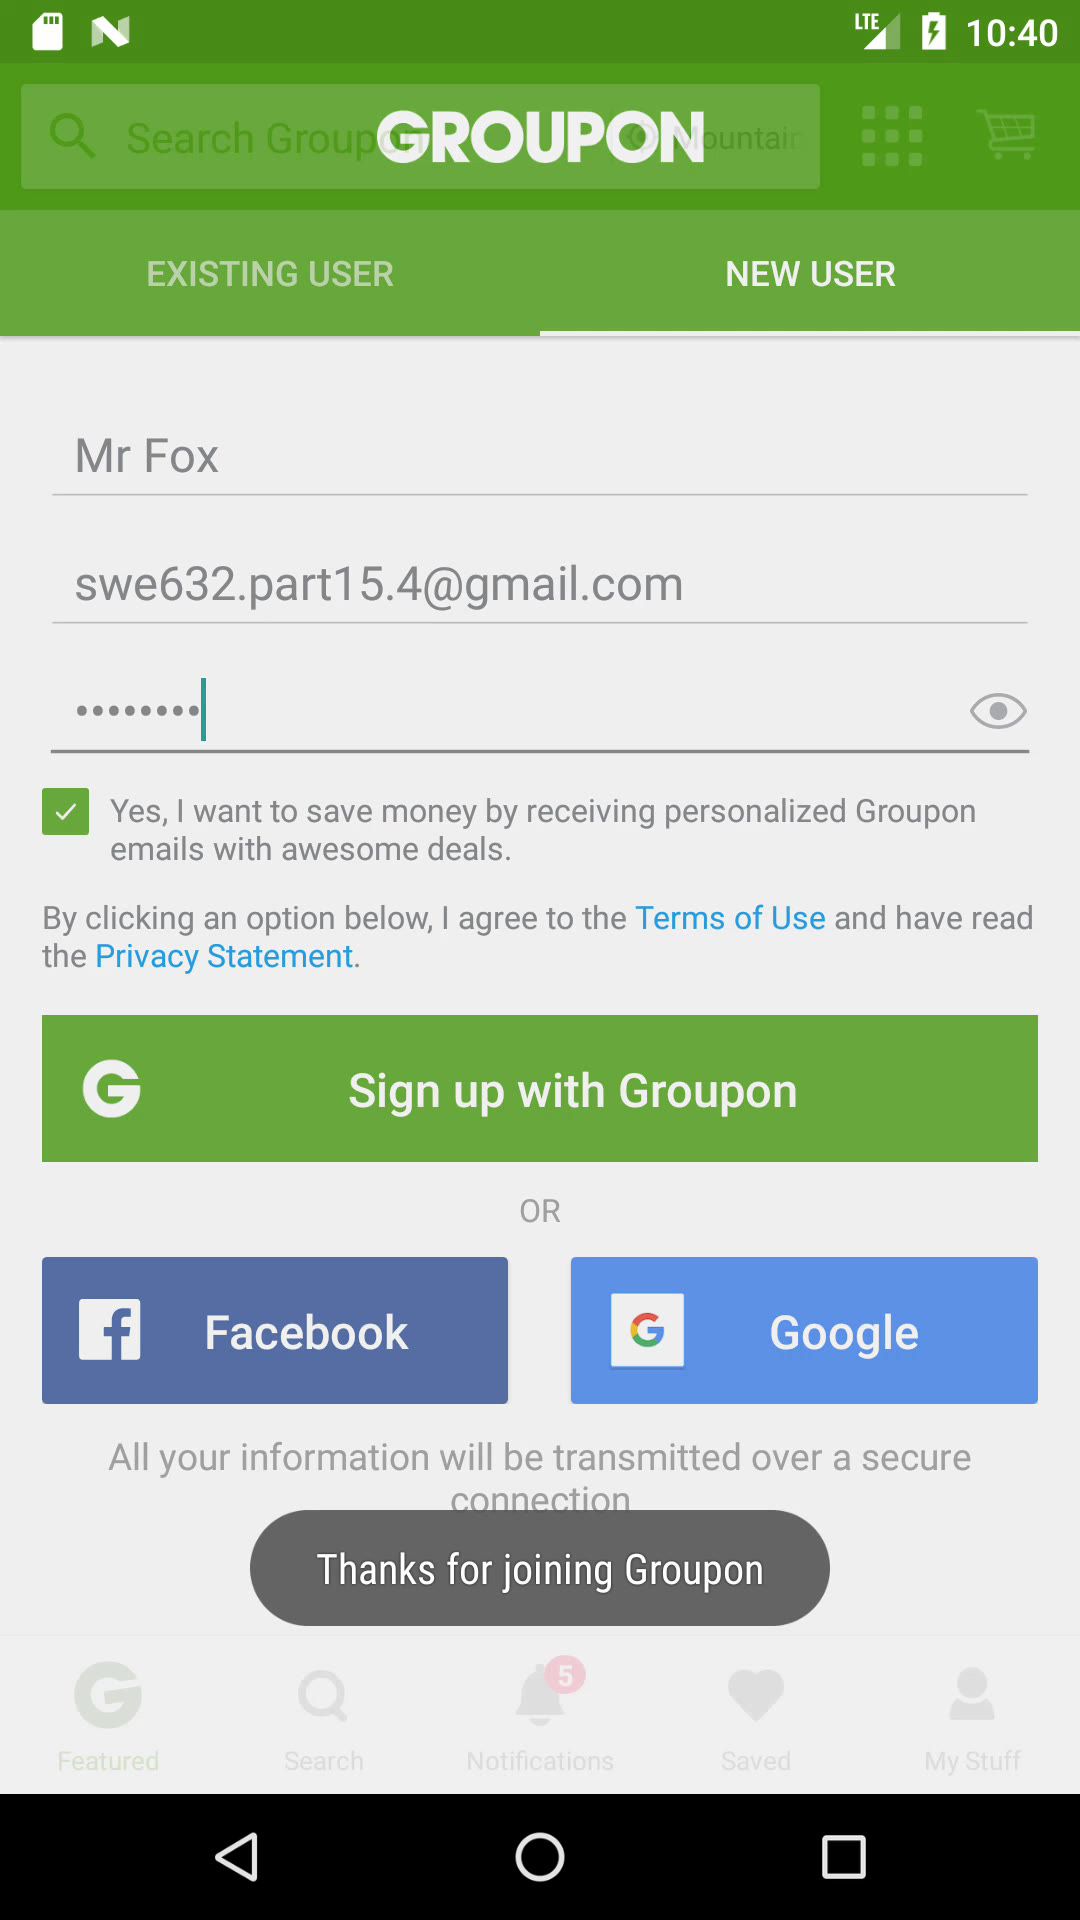 LTE 10:40
Search Groupon GROUPON Mountain
EXISTING USER NEW USER
Mr Fox
swe632.part15.4@gmail.com
••••••••
Yes, I want to save money by receiving personalized Groupon
emails with awesome deals.
By clicking an option below, I agree to the Terms of Use and have read
the Privacy Statement.
Sign up with Groupon
OR
Facebook Google
All your information will be transmitted over a secure
connection
Thanks for joining Groupon
5
Featured Search Notifications Saved My Stuff